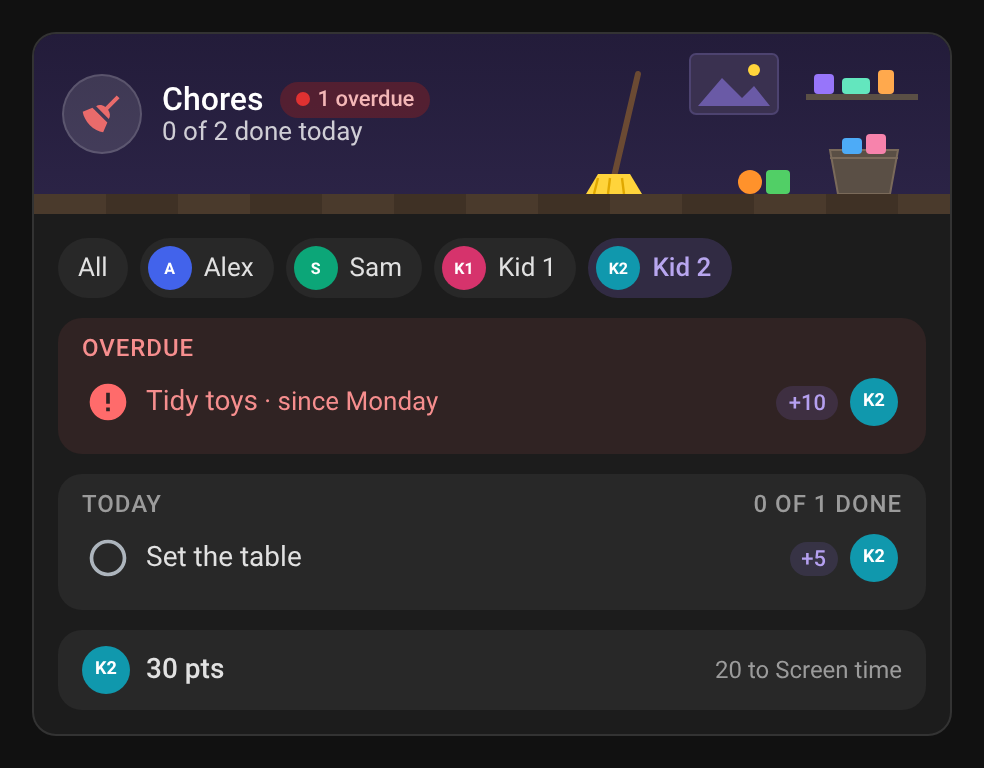 Chores 1 overdue
0 of 2 done today
All A Alex S Sam K1 Kid 1 K2 Kid 2
OVERDUE
Tidy toys · since Monday +10 K2
TODAY 0 OF 1 DONE
Set the table +5 K2
K2 30 pts 20 to Screen time